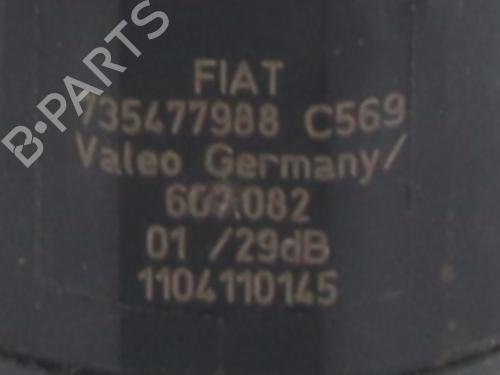 B-PARTS
FIAT
735477988 C569
Valeo Germany/
607.082
01 /29dB
1104110145